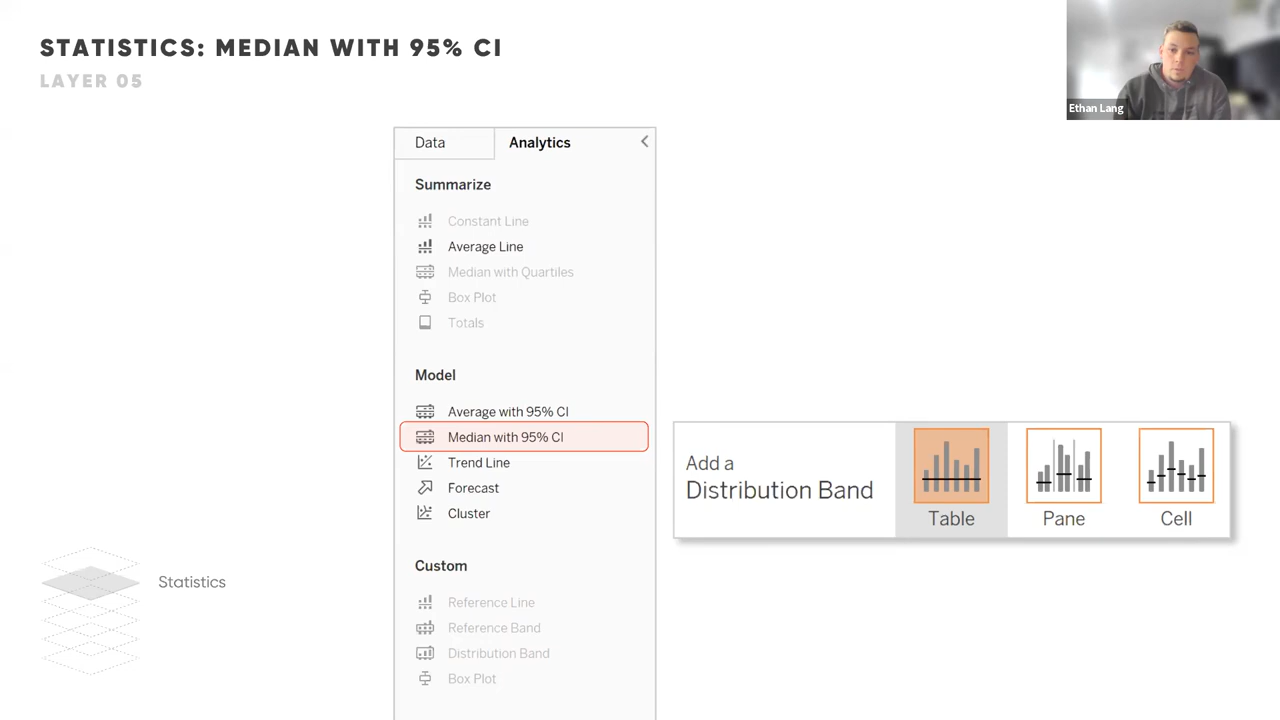 STATISTICS: MEDIAN WITH 95% CI
LAYER 05
Ethan Lang
Data
Analytics
Summarize
Constant Line
Average Line
Median with Quartiles
Box Plot
Totals
Model
Average with 95% CI
Median with 95% CI
Trend Line
Forecast
Cluster
Add a
Distribution Band
Table
Pane
Cell
Custom
Reference Line
Reference Band
Distribution Band
Box Plot
Statistics